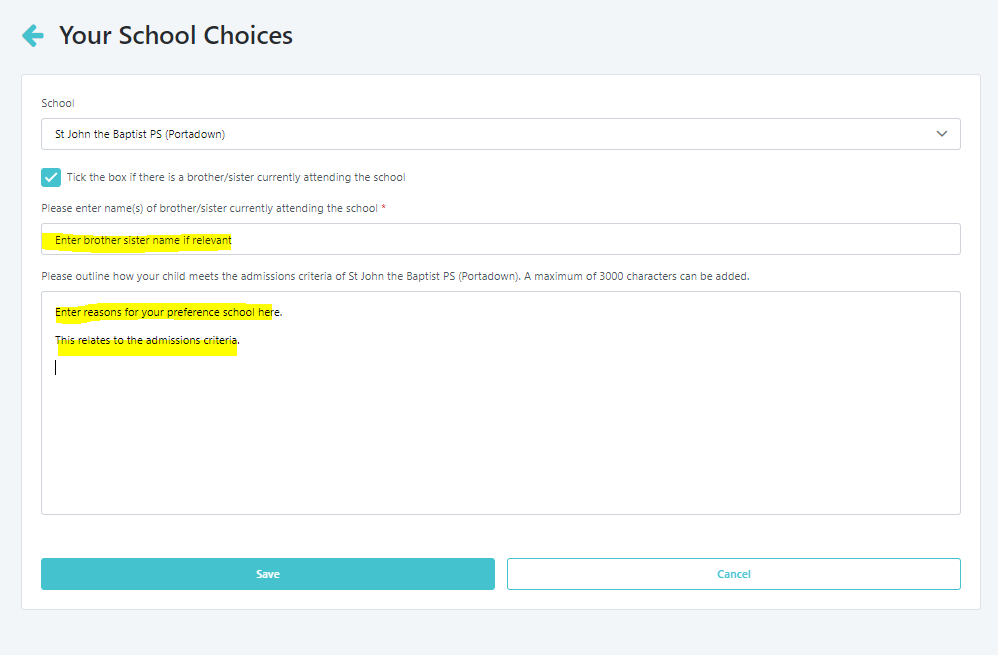 Your School Choices
School
St John the Baptist PS (Portadown)
Tick the box if there is a brother/sister currently attending the school
Please enter name(s) of brother/sister currently attending the school *
Enter brother sister name if relevant
Please outline how your child meets the admissions criteria of St John the Baptist PS (Portadown). A maximum of 3000 characters can be added.
Enter reasons for your preference school here.
This relates to the admissions criteria.
Save
Cancel